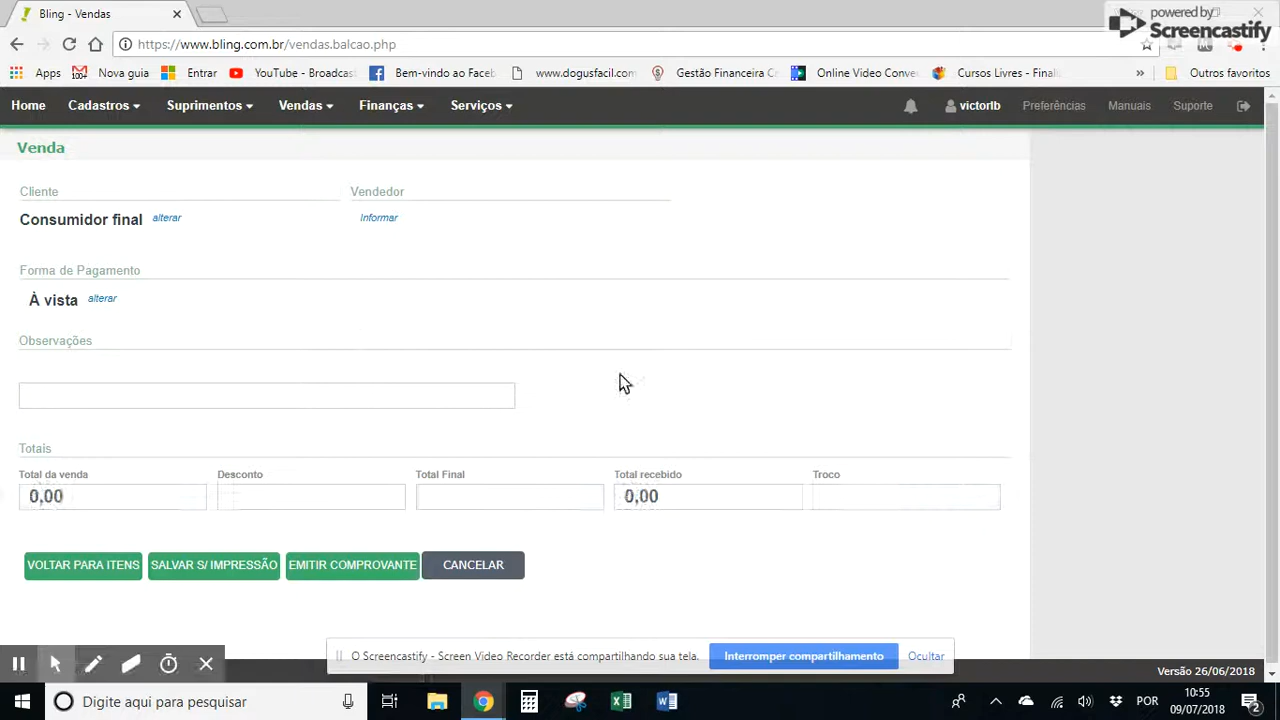 Bling - Vendas
powered by
Screencastify
https://www.bling.com.br/vendas.balcao.php
Apps Nova guia Entrar YouTube - Broadcast Bem-vindo ao Faceb www.dogusfacil.com Gestão Financeira C Online Video Conve Cursos Livres - Finali » Outros favoritos
Home Cadastros Suprimentos Vendas Finanças Serviços victorlb Preferências Manuais Suporte
Venda
Cliente Vendedor
Consumidor final alterar Informar
Forma de Pagamento
À vista alterar
Observações
Totais
Total da venda Desconto Total Final Total recebido Troco
0,00 0,00
VOLTAR PARA ITENS SALVAR S/ IMPRESSÃO EMITIR COMPROVANTE CANCELAR
O Screencastify - Screen Video Recorder está compartilhando sua tela. Interromper compartilhamento Ocultar
Versão 26/06/2018
Digite aqui para pesquisar POR 10:55
09/07/2018 2